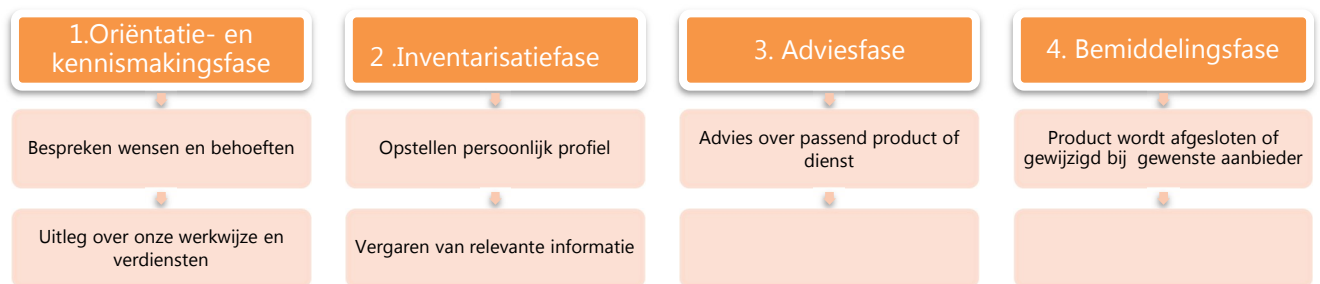 1.Oriëntatie- en
kennismakingsfase
Bespreken wensen en behoeften
Uitleg over onze werkwijze en
verdiensten
2 .Inventarisatiefase
Opstellen persoonlijk profiel
Vergaren van relevante informatie
3. Adviesfase
Advies over passend product of
dienst
4. Bemiddelingsfase
Product wordt afgesloten of
gewijzigd bij  gewenste aanbieder